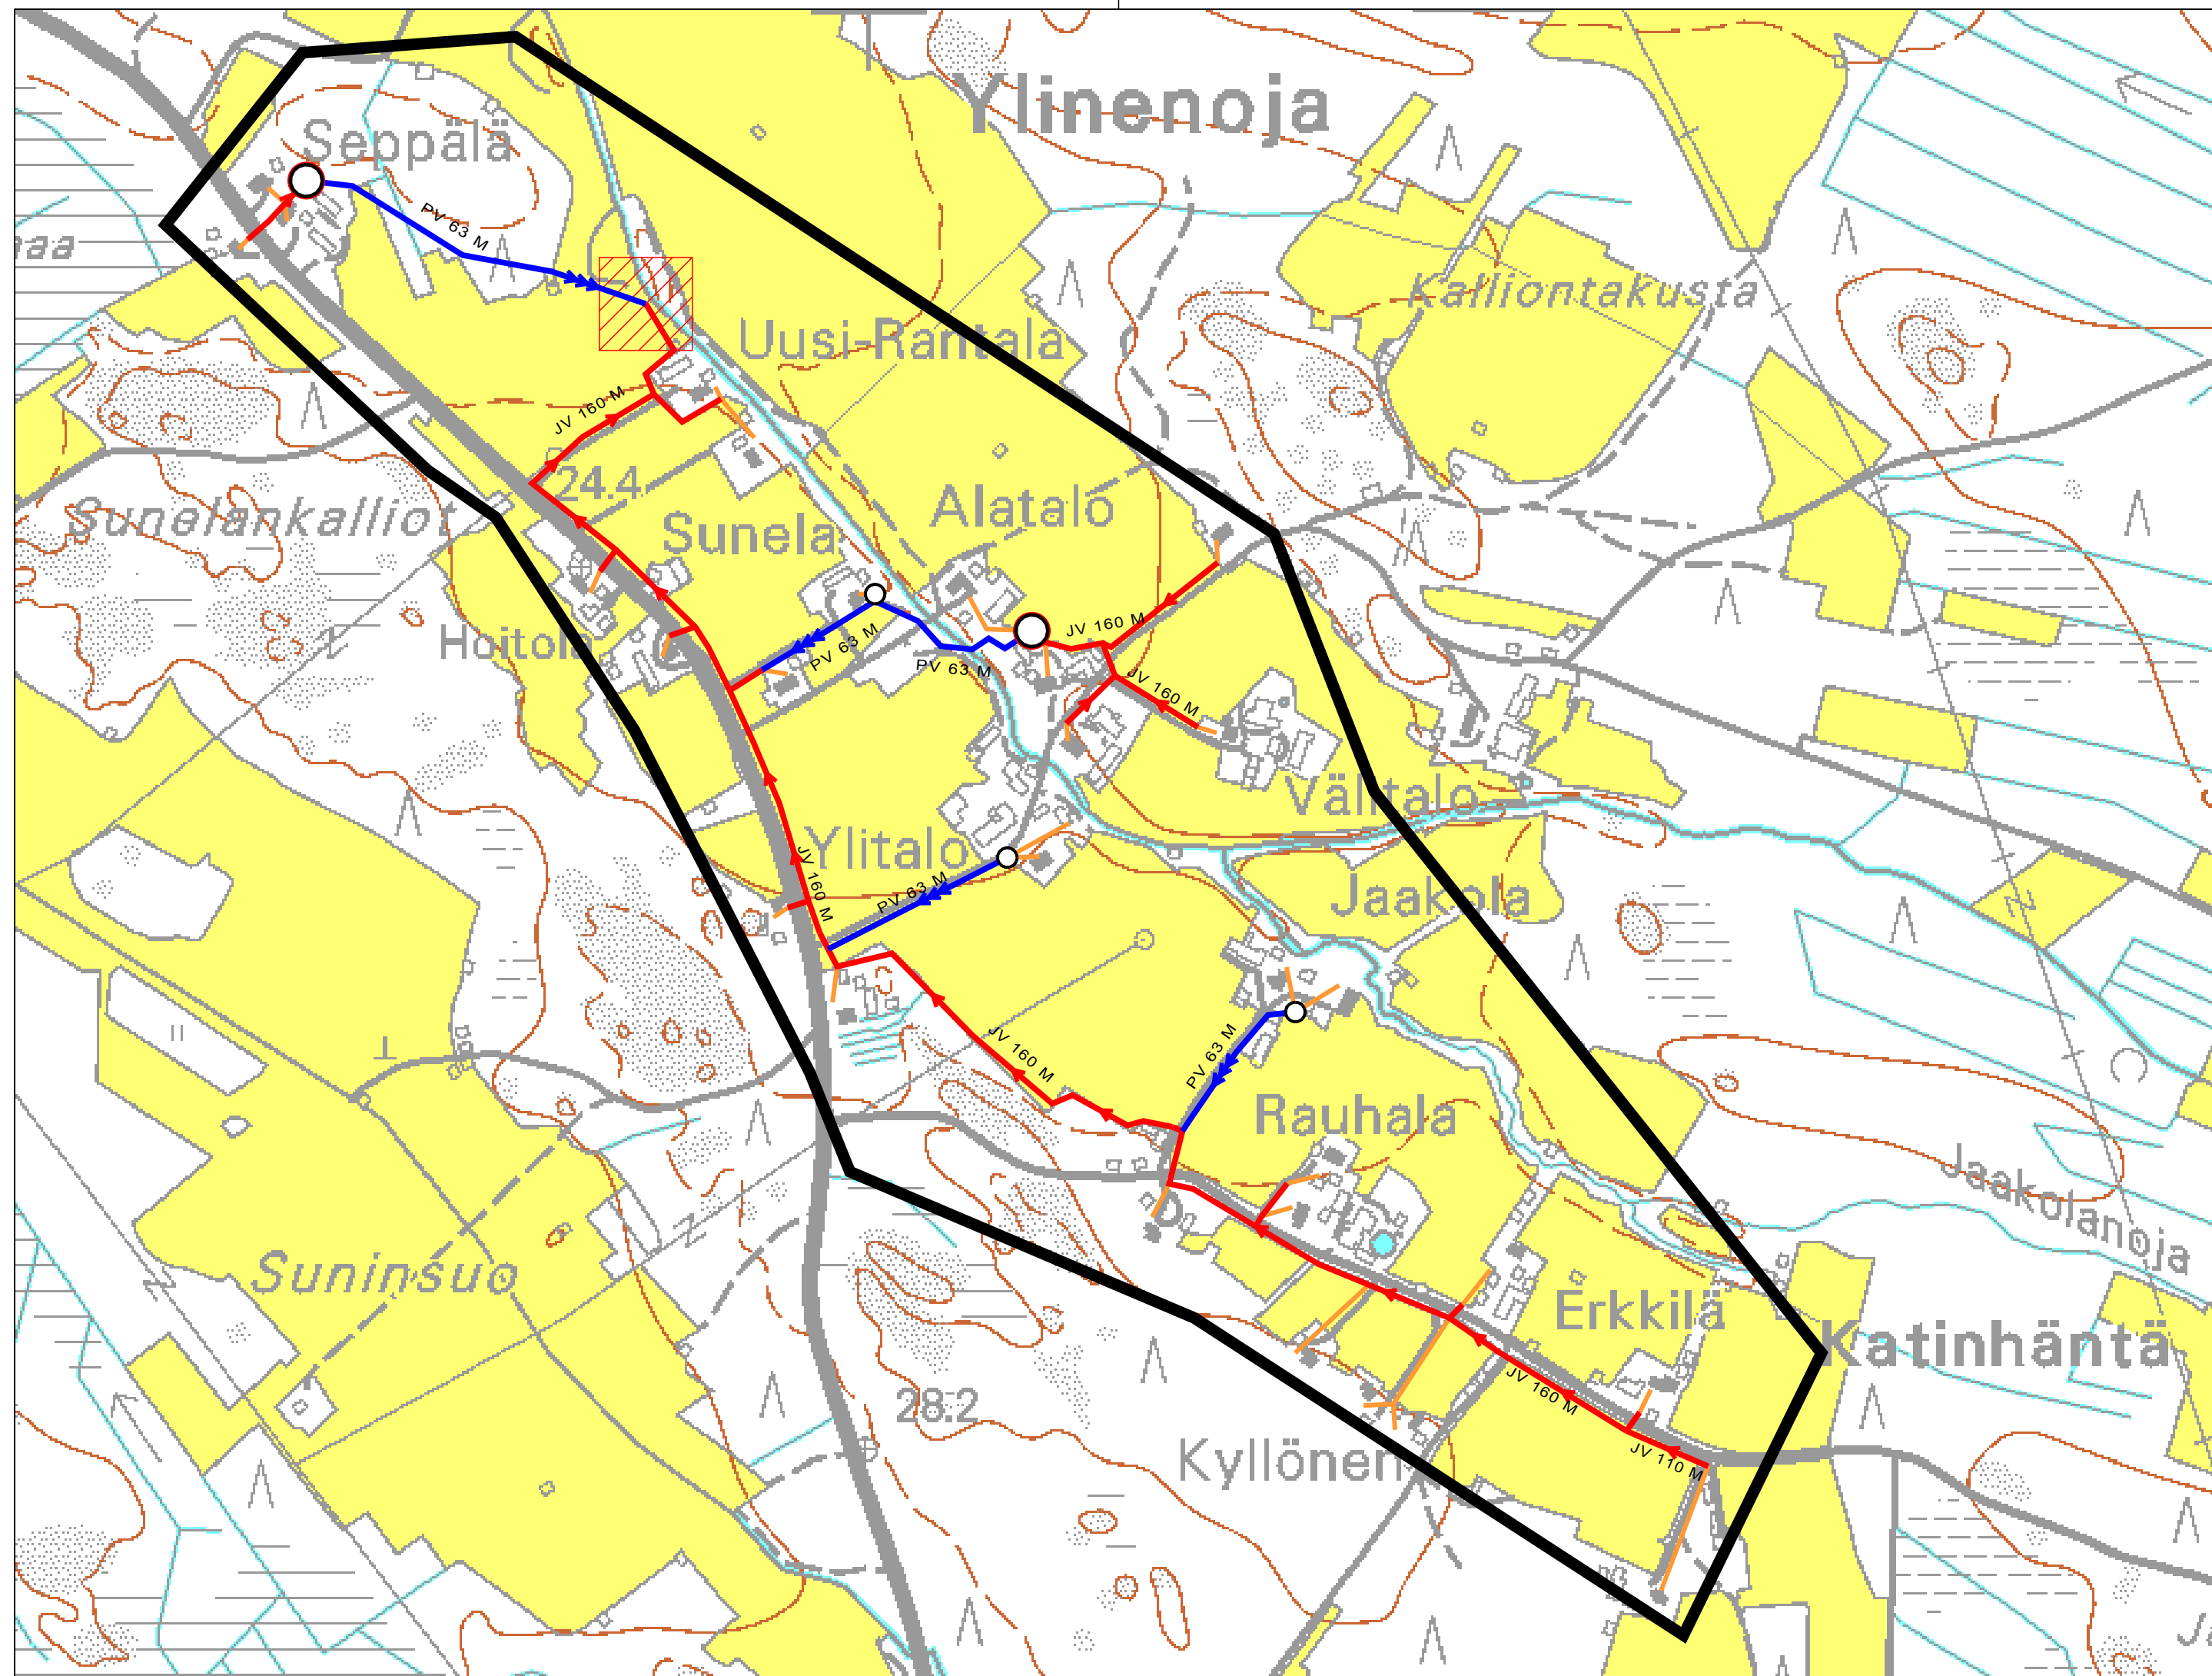 Ylinenoja
Seppälä
PV 63 M
Kalliontakusta
Uusi-Rantala
JV 160 M
24.4
Sunelankalliot
Alatalo
Sunela
Hoitola
JV 160 M
PV 63 M
PV 63 M
JV 160 M
Välitalo
Ylitalo
JV 160 M
PV 63 M
Jaakola
JV 160 M
PV 63 M
Rauhala
Jaakolanoja
Suninsuo
Erkkilä
Katinhäntä
JV 160 M
28.2
Kyllönen
JV 110 M